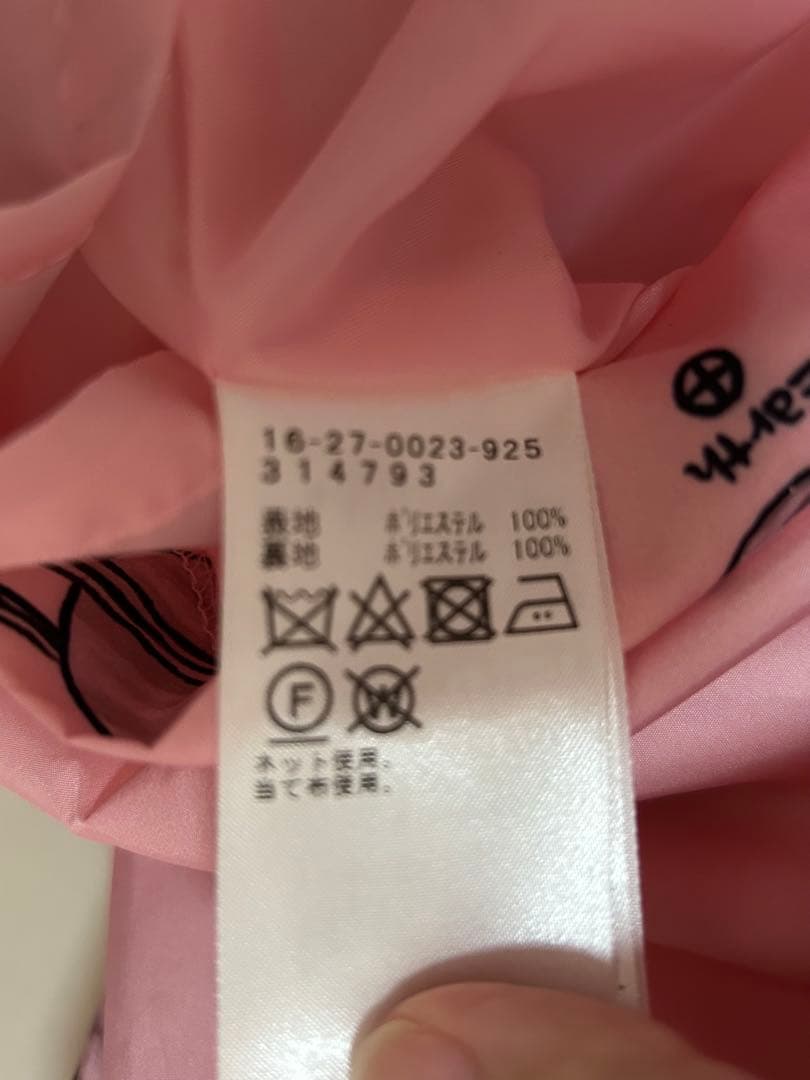 Earth
16-27-0023-925
314793
表地 ポリエステル 100%
裏地 ポリエステル 100%
F W
ネット使用。
当て布使用。